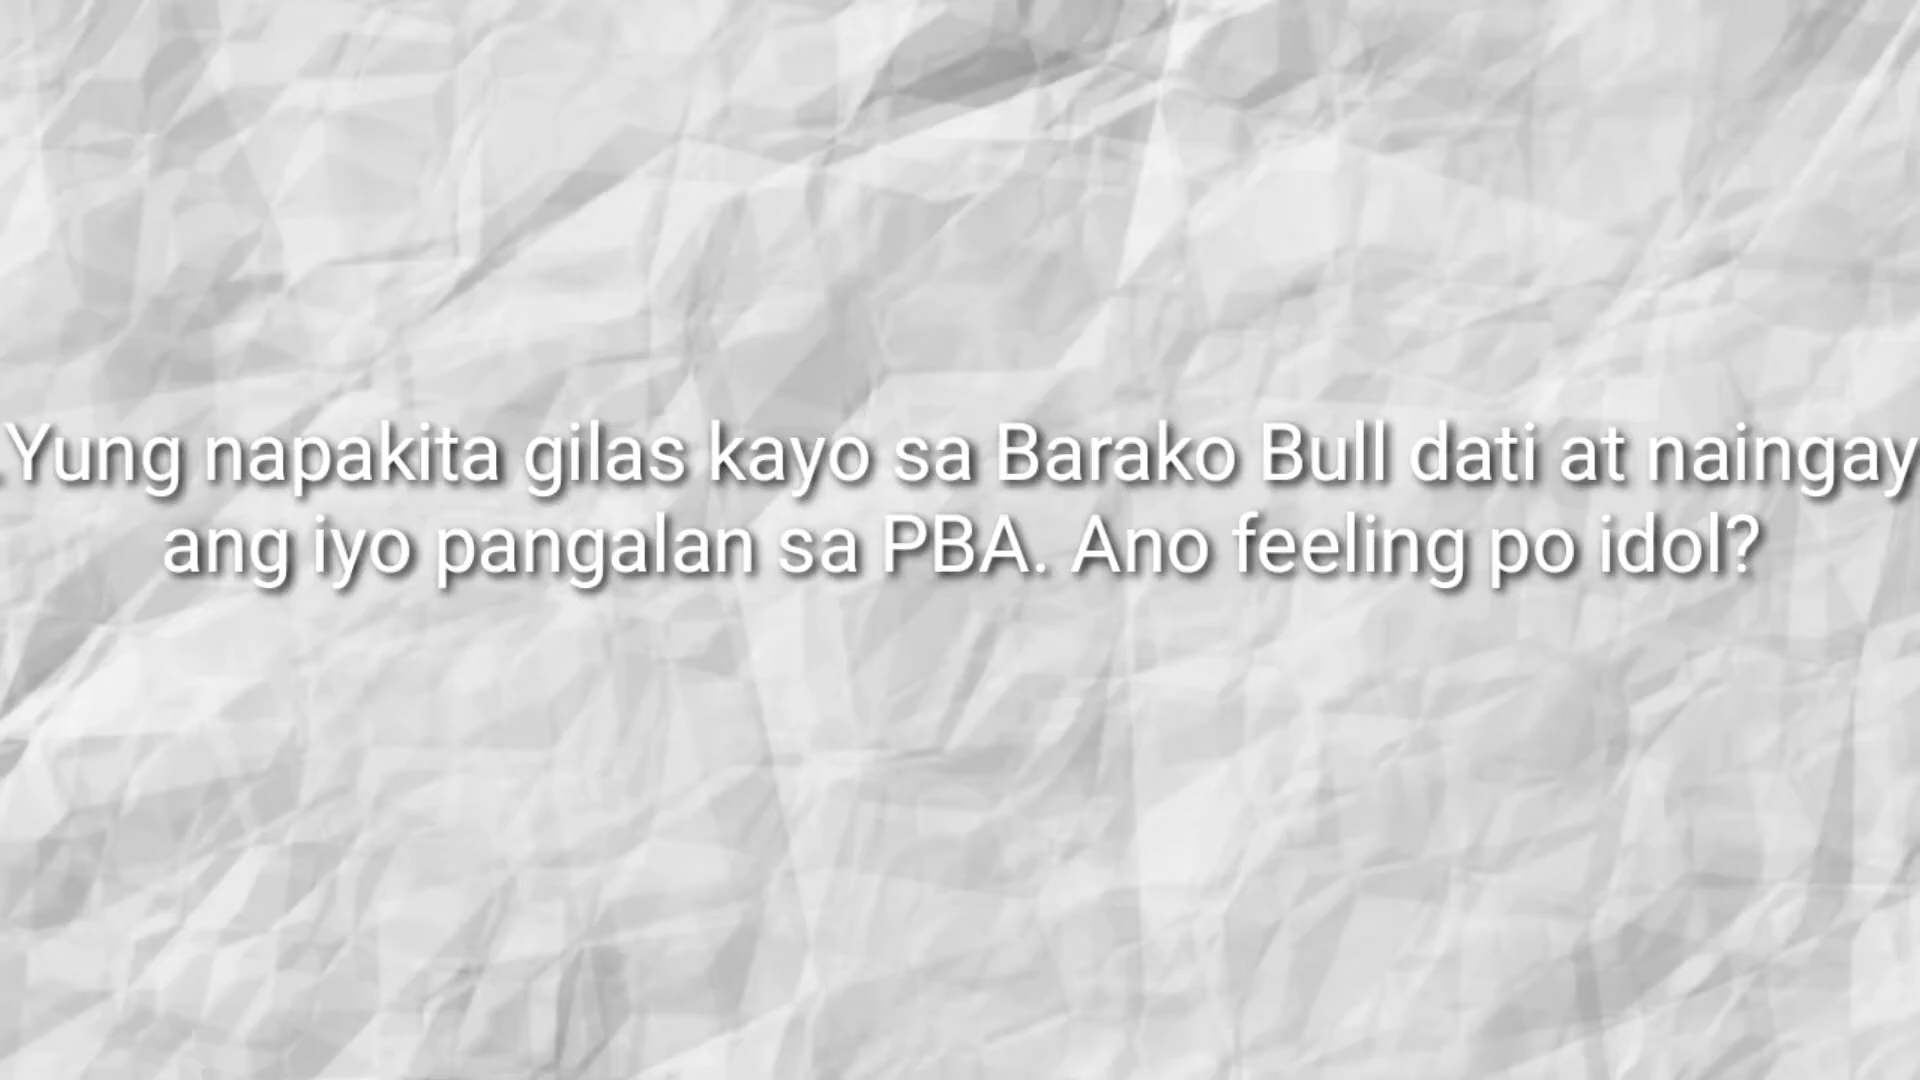 .Yung napakita gilas kayo sa Barako Bull dati at naingay
ang iyo pangalan sa PBA. Ano feeling po idol?